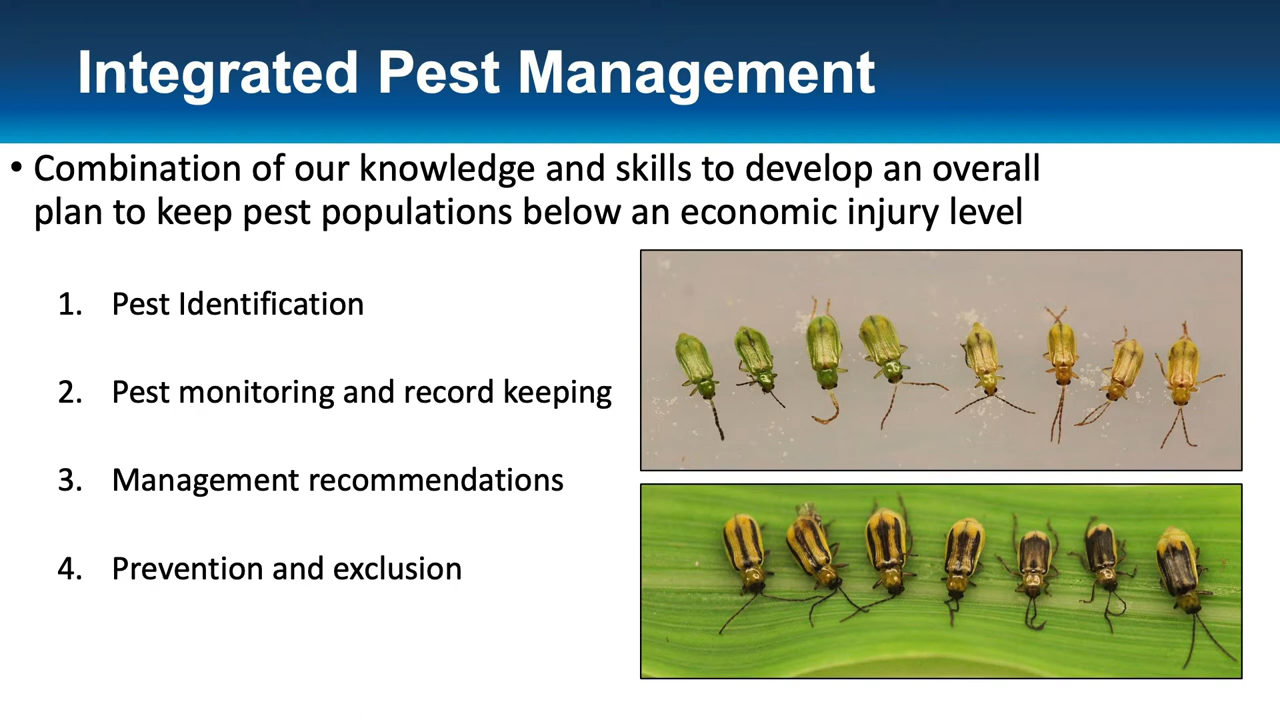 Integrated Pest Management
• Combination of our knowledge and skills to develop an overall
plan to keep pest populations below an economic injury level
1. Pest Identification
2. Pest monitoring and record keeping
3. Management recommendations
4. Prevention and exclusion